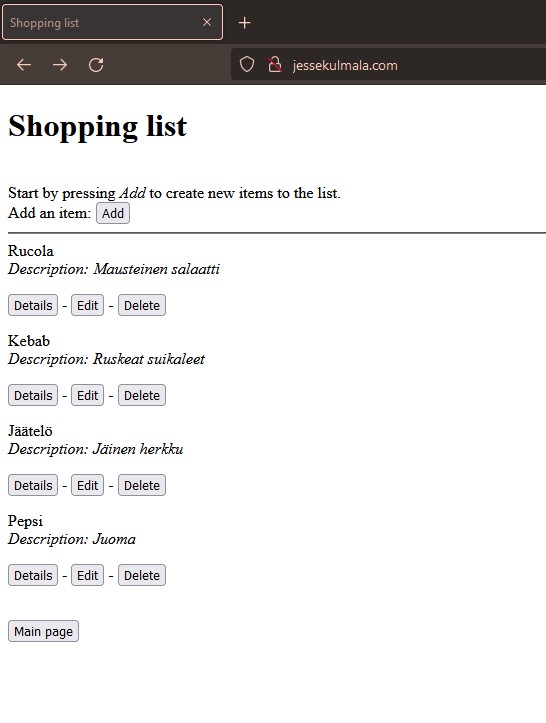 Shopping list
jessekulmala.com
Shopping list
Start by pressing Add to create new items to the list.
Add an item: Add
Rucola
Description: Mausteinen salaatti
Details - Edit - Delete
Kebab
Description: Ruskeat suikaleet
Details - Edit - Delete
Jäätelö
Description: Jäinen herkku
Details - Edit - Delete
Pepsi
Description: Juoma
Details - Edit - Delete
Main page